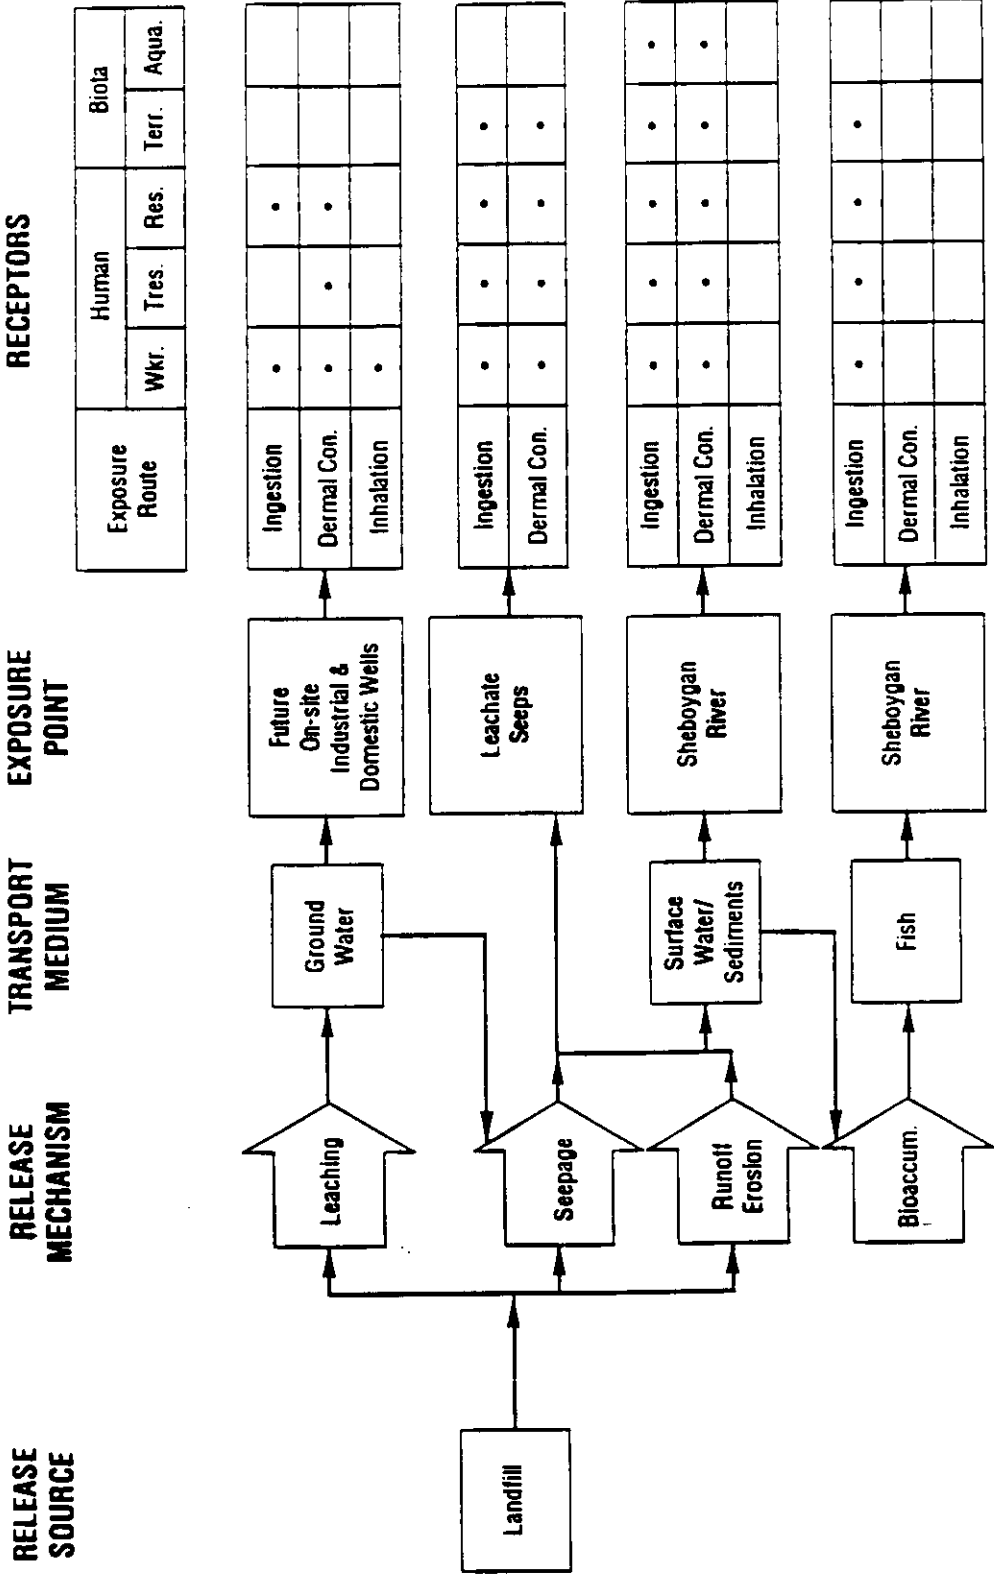 RELEASE
SOURCE
RELEASE
MECHANISM
TRANSPORT
MEDIUM
EXPOSURE
POINT
RECEPTORS
Exposure
Route
Human
Biota
Wkr.
Tres.
Res.
Terr.
Aqua.
Landfill
Leaching
Ground
Water
Future
On-site
Industrial &
Domestic Wells
Ingestion
Dermal Con.
Inhalation
Seepage
Leachate
Seeps
Ingestion
Dermal Con.
Runoff
Erosion
Surface
Water/
Sediments
Sheboygan
River
Ingestion
Dermal Con.
Inhalation
Bioaccum.
Fish
Sheboygan
River
Ingestion
Dermal Con.
Inhalation